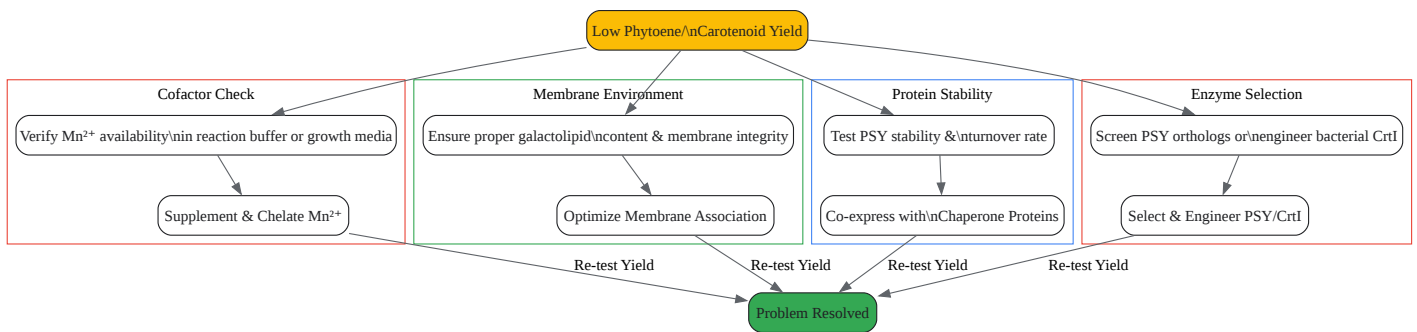 Low Phytoene/\nCarotenoid Yield
Cofactor Check
Membrane Environment
Protein Stability
Enzyme Selection
Verify Mn²⁺ availability\nin reaction buffer or growth media
Ensure proper galactolipid\ncontent & membrane integrity
Test PSY stability &\nturnover rate
Screen PSY orthologs or\nengineer bacterial CrtI
Supplement & Chelate Mn²⁺
Optimize Membrane Association
Co-express with\nChaperone Proteins
Select & Engineer PSY/CrtI
Re-test Yield
Re-test Yield
Re-test Yield
Re-test Yield
Problem Resolved